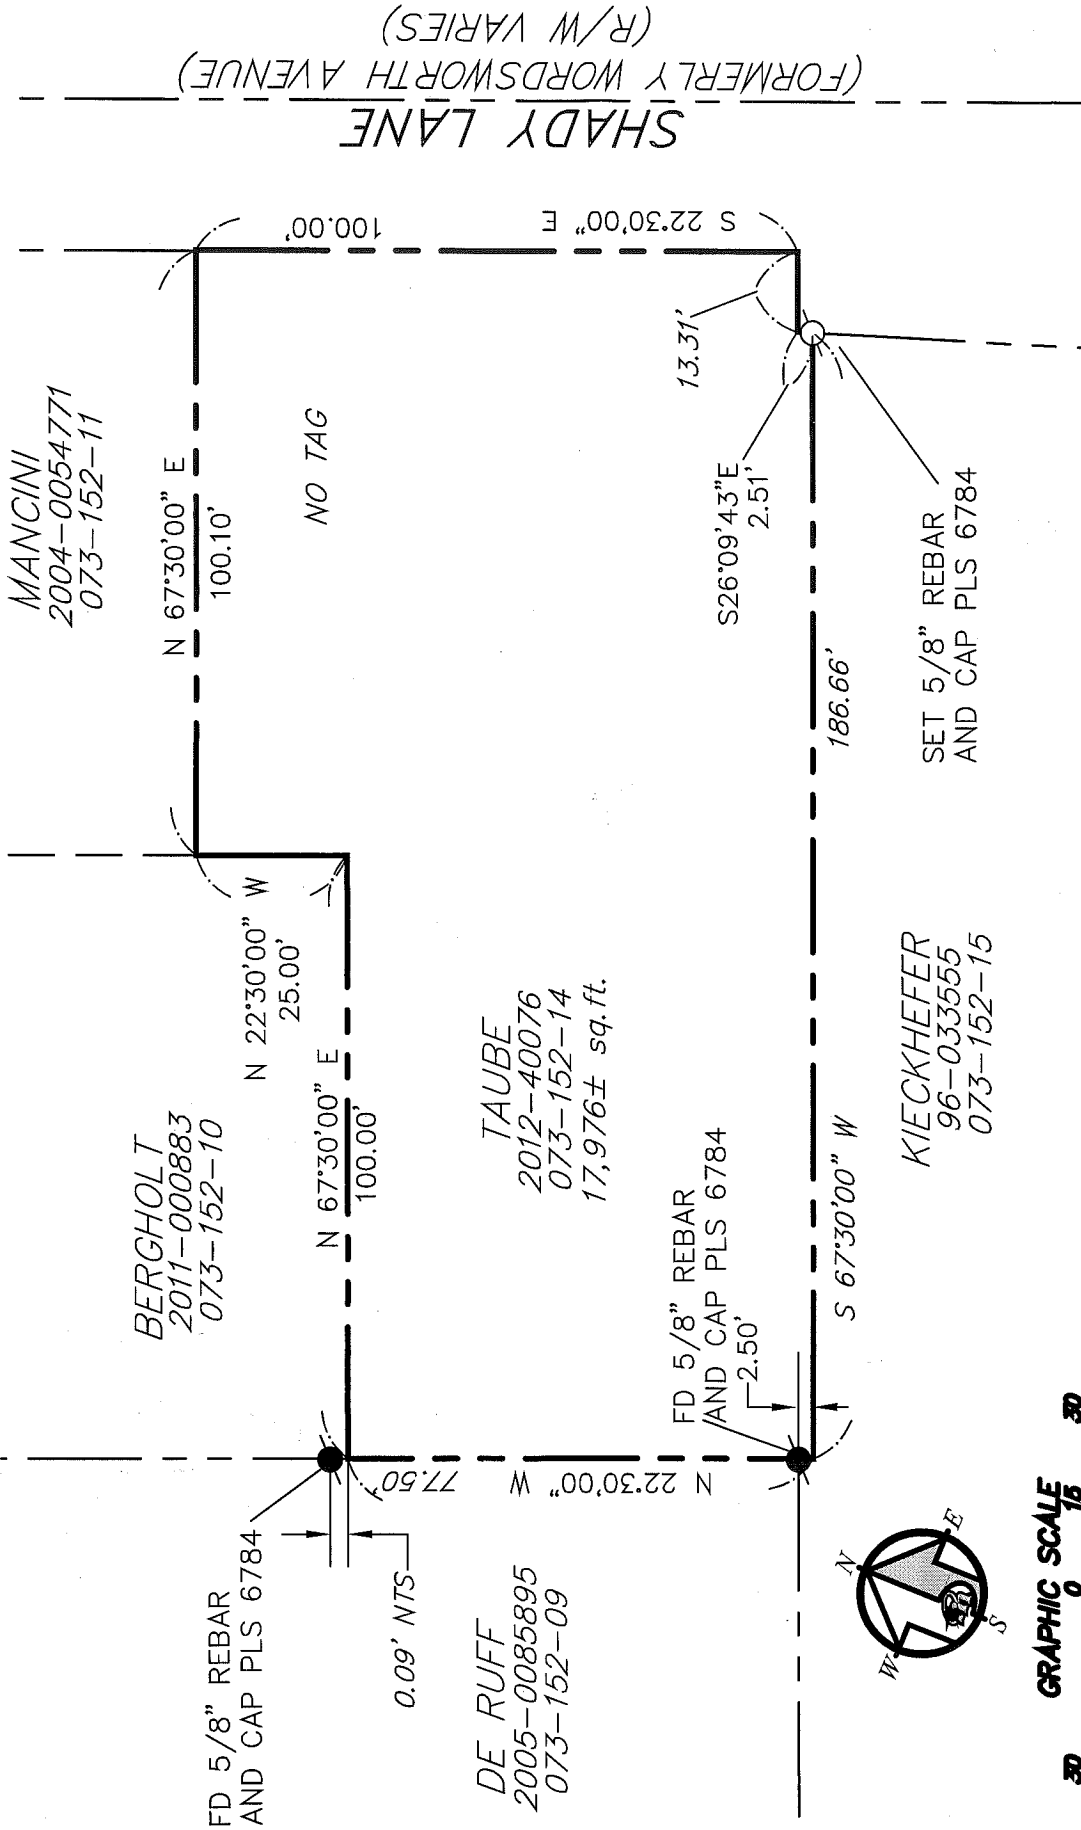 SHADY LANE
(FORMERLY WORDSWORTH AVENUE)
(R/W VARIES)
MANCINI
2004-0054771
073-152-11
N 67°30'00" E
100.10'
NO TAG
100.00'
S 22°30'00" E
13.31'
S26°09'43"E
2.51'
SET 5/8" REBAR
AND CAP PLS 6784
186.66'
S 67°30'00" W
N 22°30'00" W
25.00'
BERGHOLT
2011-000883
073-152-10
N 67°30'00" E
100.00'
TAUBE
2012-40076
073-152-14
17,976± sq.ft.
KIECKHEFER
96-033555
073-152-15
FD 5/8" REBAR
AND CAP PLS 6784
2.50'
77.50'
N 22°30'00" W
FD 5/8" REBAR
AND CAP PLS 6784
0.09' NTS
DE RUFF
2005-0085895
073-152-09
N
E
S
W
GRAPHIC SCALE
30 0 15 30